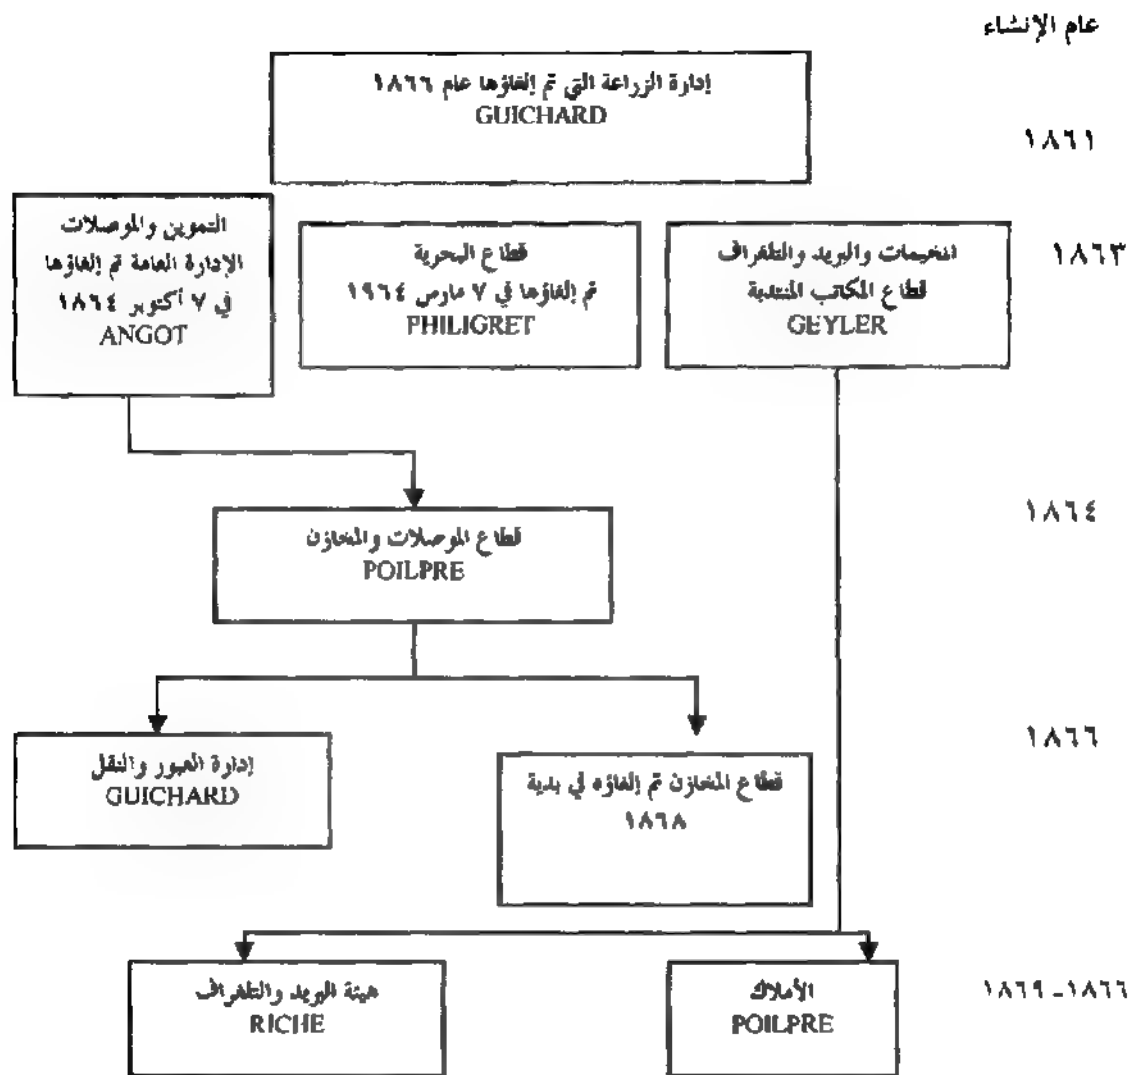 عام الإنشاء
إدارة الزراعة التي تم إلغاؤها عام ١٨٦٦
GUICHARD
١٨٦١
المخيمات والبريد والتلغراف
قطاع المكاتب المنتدبة
GEYLER
قطاع البحرية
تم إلغاؤها في ٧ مارس ١٩٦٤
PHILIGRET
التموين والموصلات
الإدارة العامة تم إلغاؤها
في ٧ أكتوبر ١٨٦٤
ANGOT
١٨٦٣
قطاع الموصلات والمخازن
POILPRE
١٨٦٤
إدارة العبور والنقل
GUICHARD
قطاع المخازن تم إلغاؤه في بدية
١٨٦٨
١٨٦٦
الأملاك
POILPRE
هيئة البريد والتلغراف
RICHE
١٨٦٦-١٨٦٩